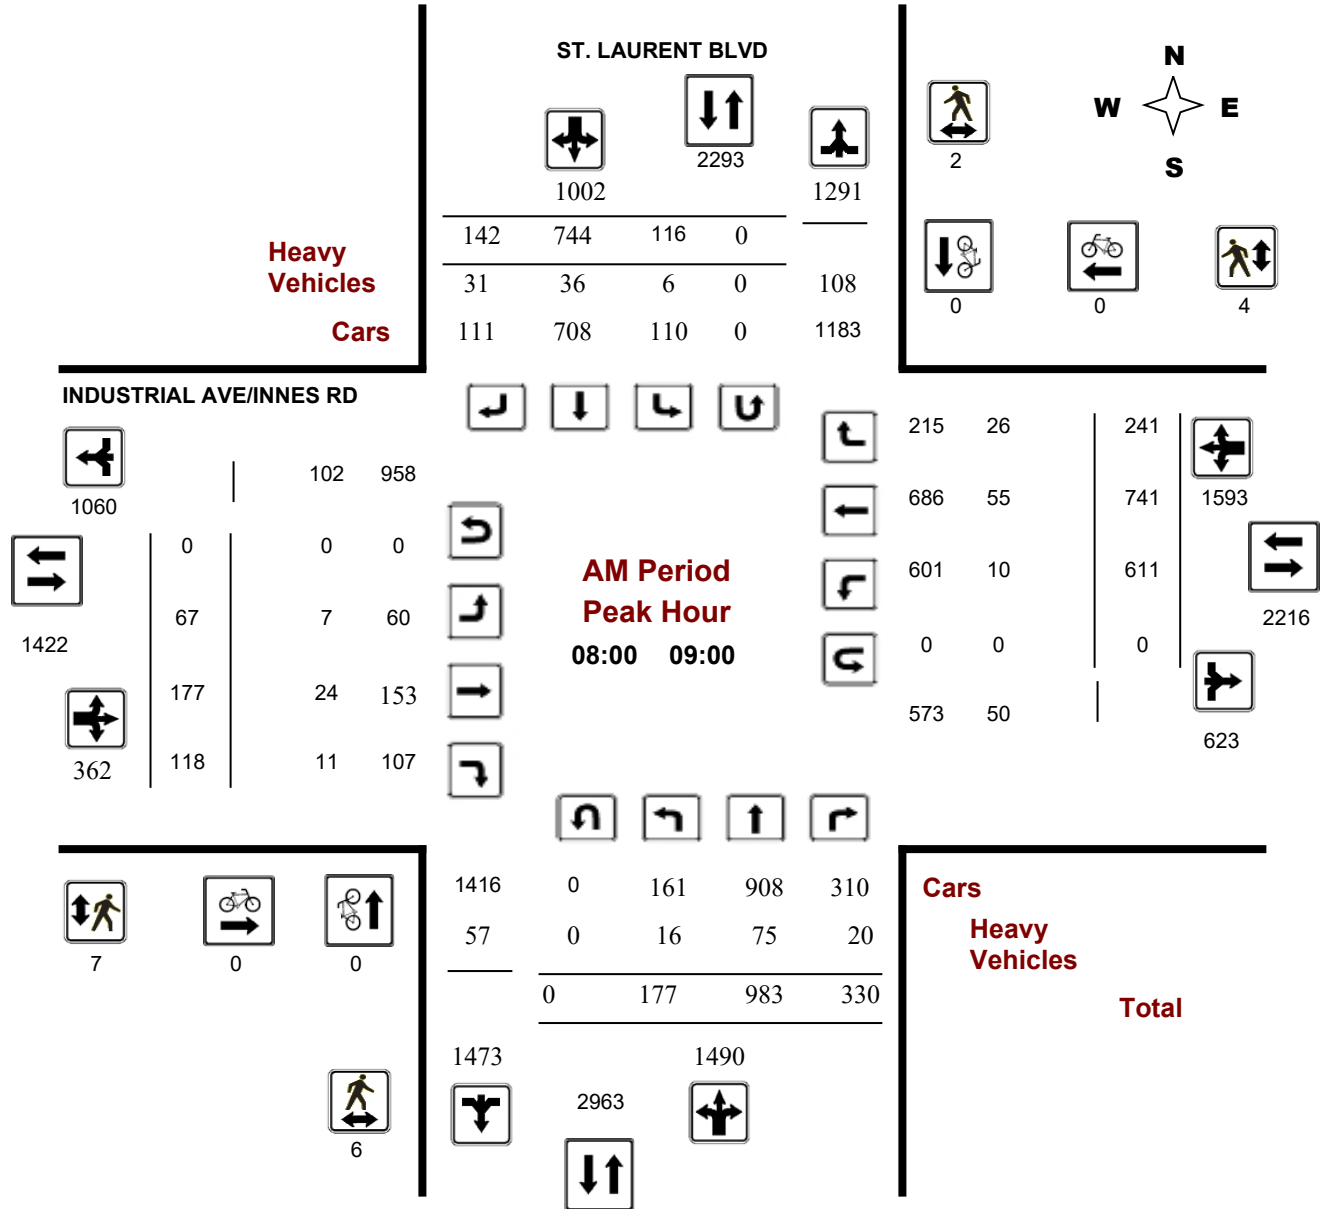 ST. LAURENT BLVD
N
W E
S
2293
2
1002 1291
142 744 116 0
Heavy
Vehicles
31 36 6 0 108
0 0 4
Cars
111 708 110 0 1183
INDUSTRIAL AVE/INNES RD
215 26 241
102 958
1060
686 55 741 1593
0 0 0
AM Period
601 10 611
Peak Hour
67 7 60
2216
1422
08:00 09:00
0 0 0
177 24 153
573 50
623
362 118 11 107
1416 0 161 908 310
Cars
57 0 16 75 20
Heavy
Vehicles
7 0 0
0 177 983 330
Total
1473 1490
2963
6